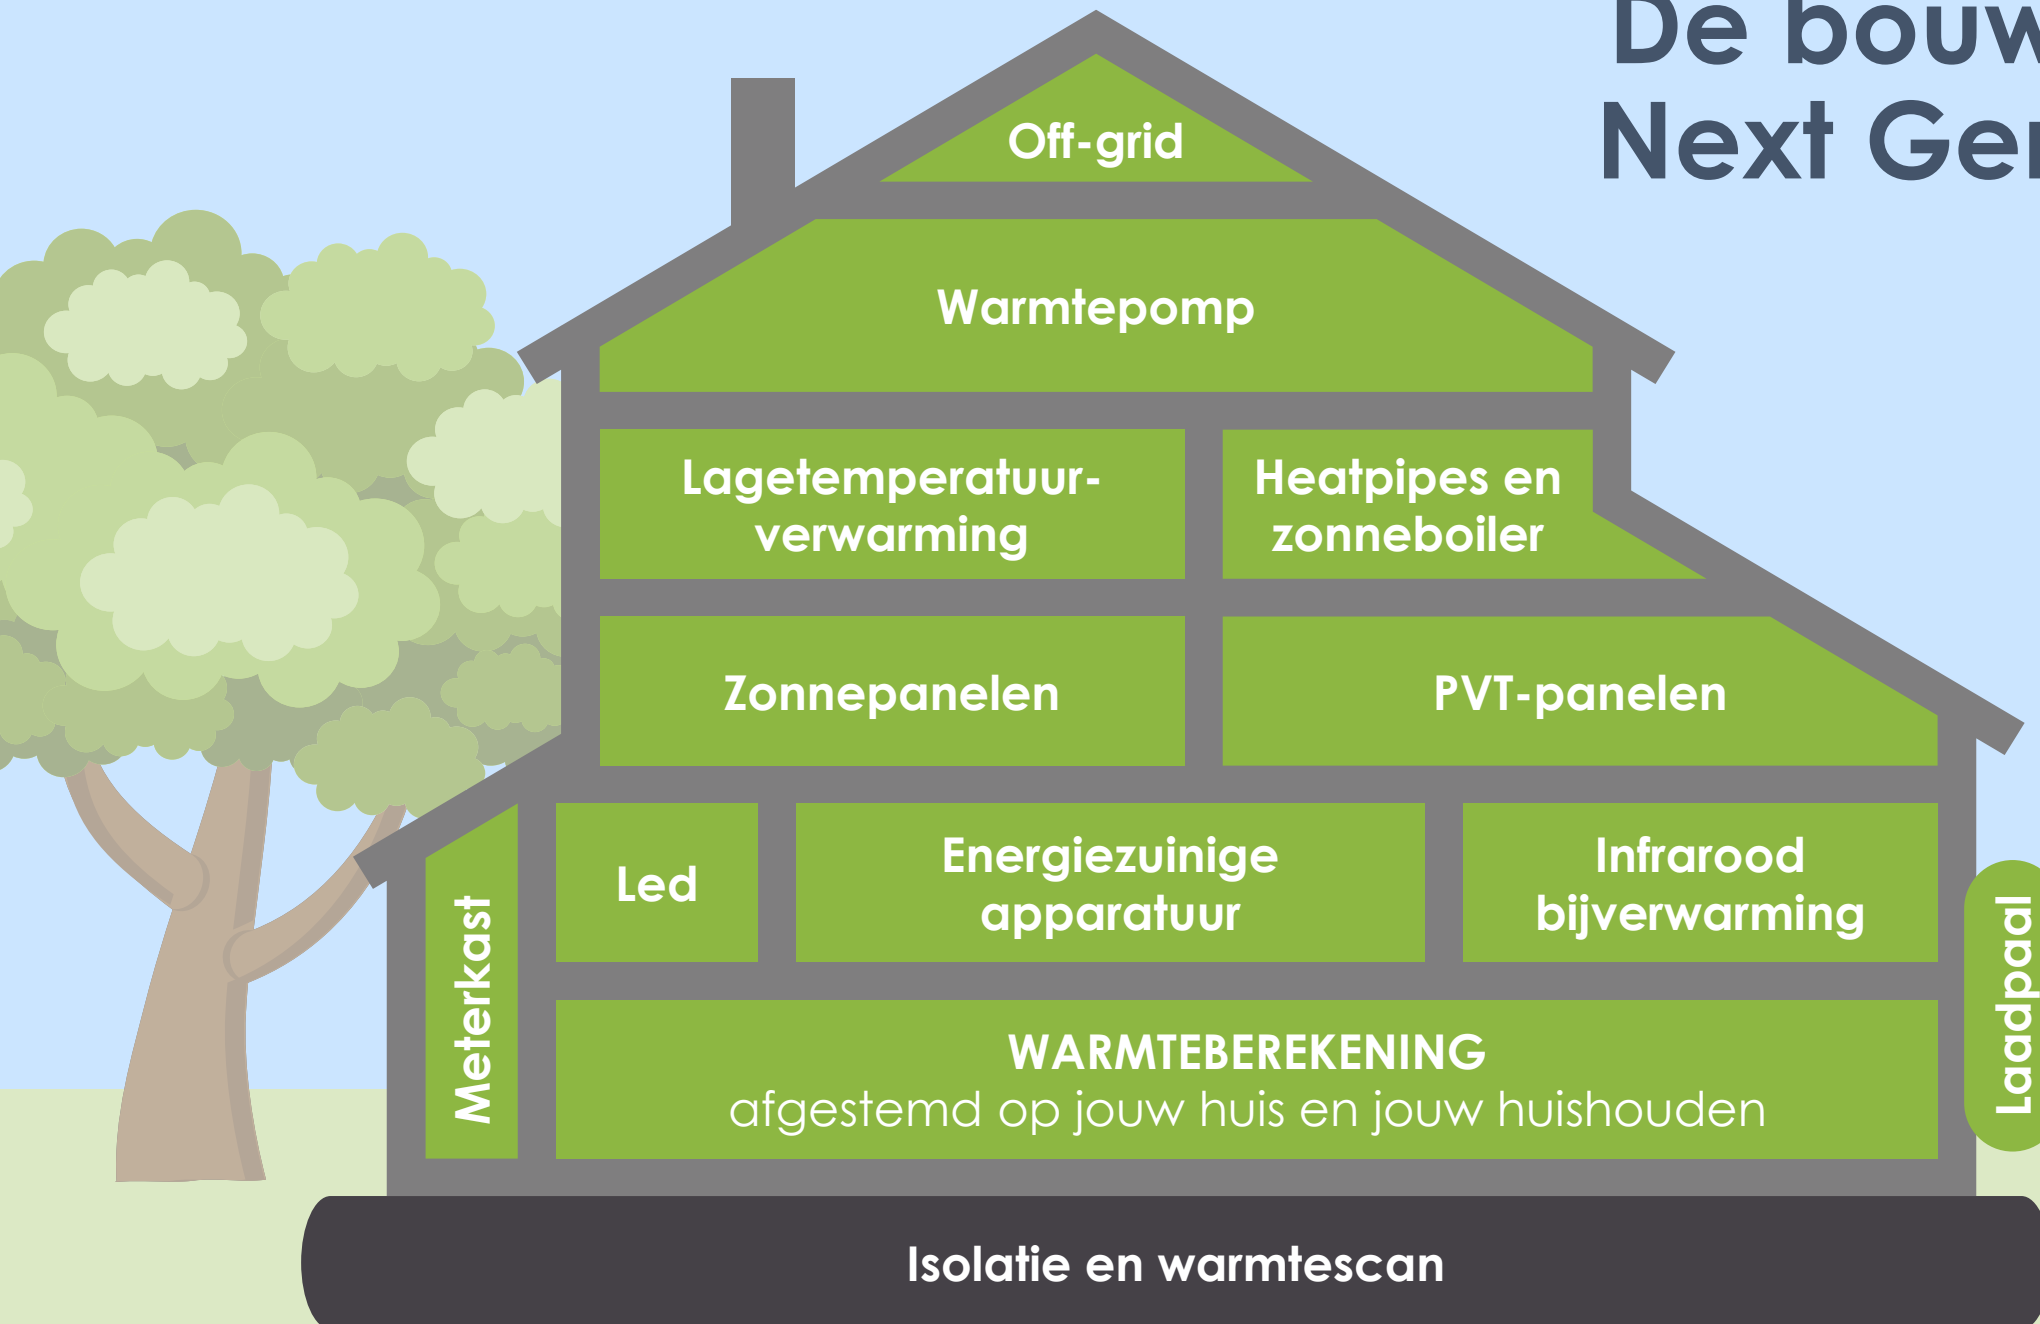 De bouw
Next Ge
Off-grid
Warmtepomp
Lagetemperatuur-
verwarming
Heatpipes en
zonneboiler
Zonnepanelen
PVT-panelen
Meterkast
Led
Energiezuinige
apparatuur
Infrarood
bijverwarming
Laadpaal
WARMTEBEREKENING
afgestemd op jouw huis en jouw huishouden
Isolatie en warmtescan